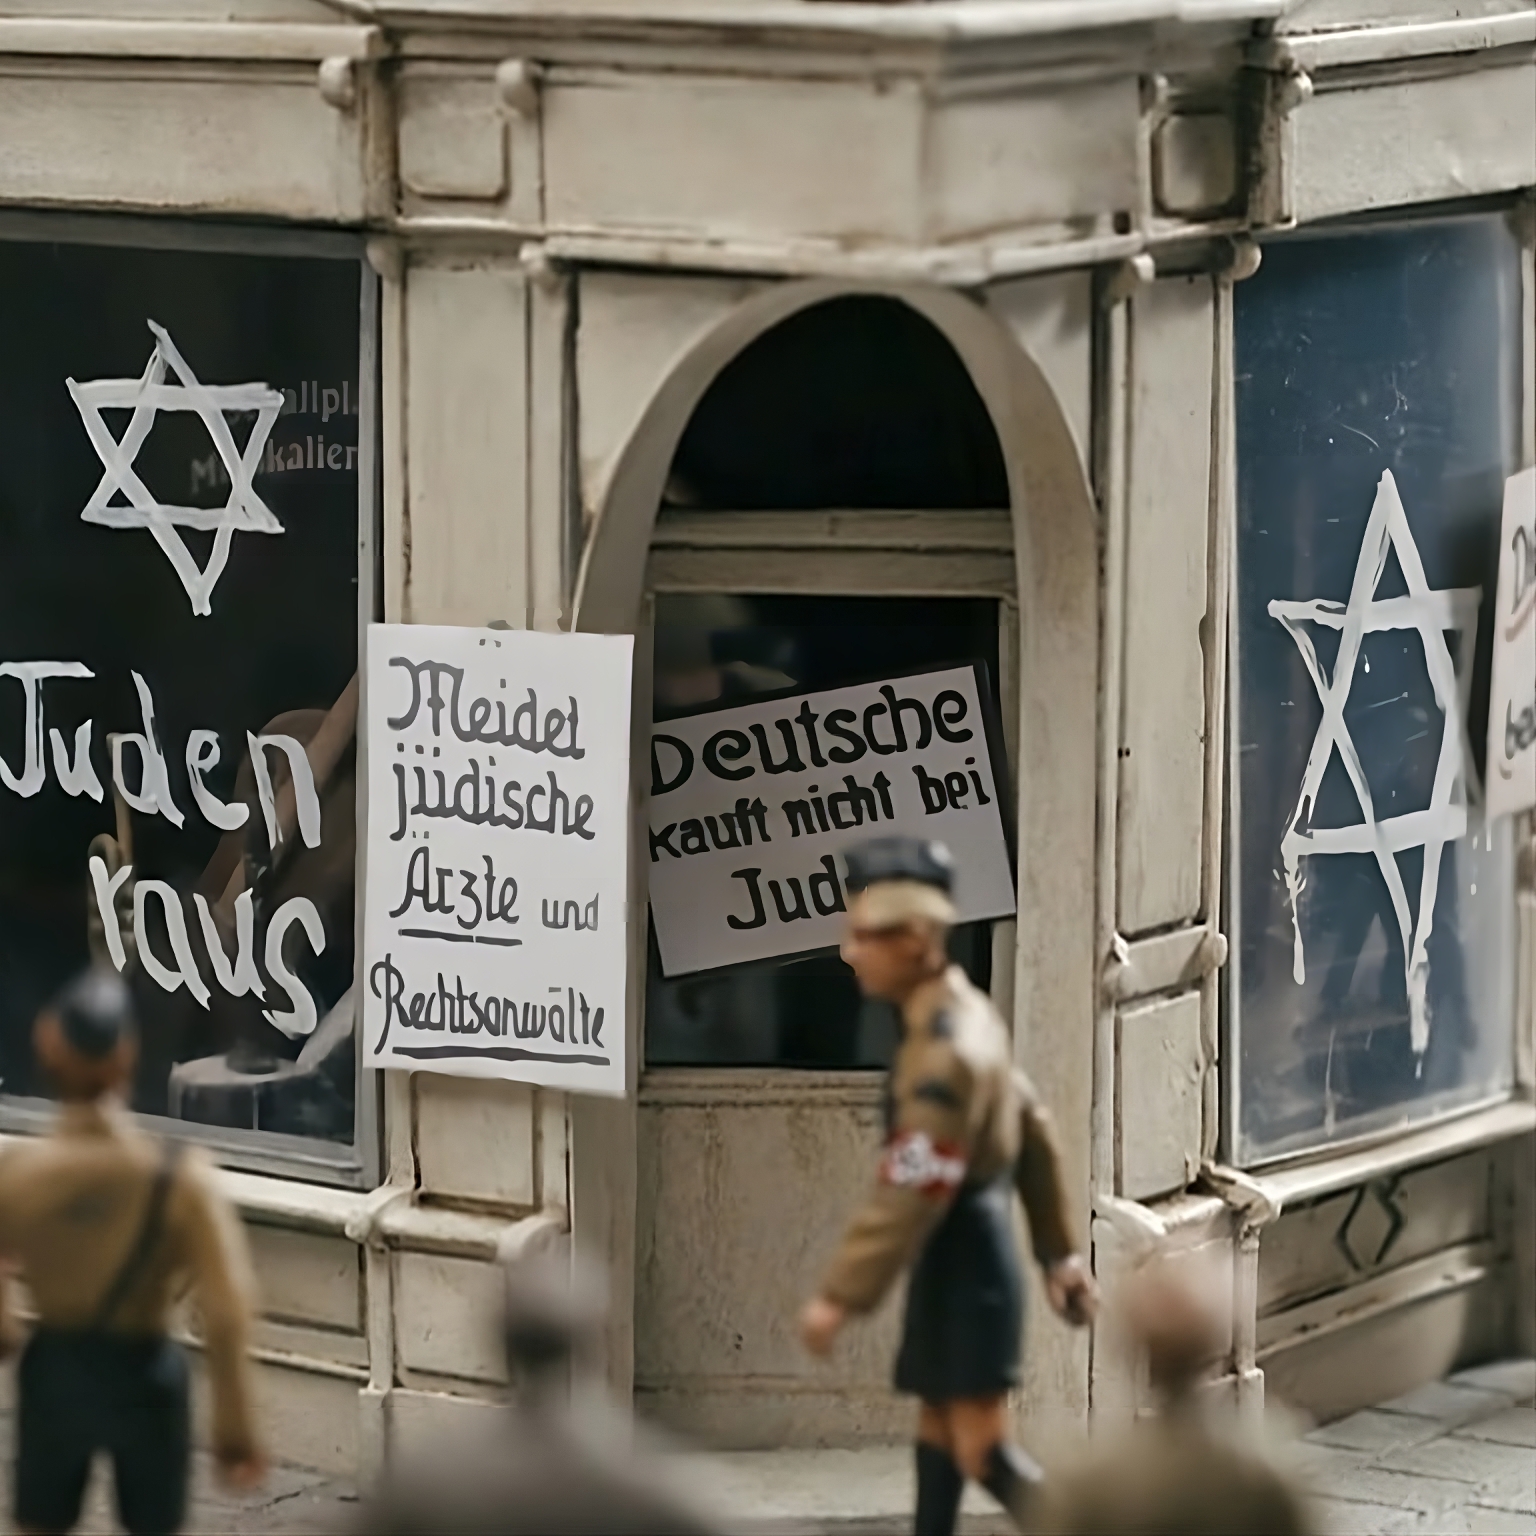 Juden
raus
Meidet
jüdische
Ärzte und
Rechtsanwälte
Deutsche
kauft nicht bei